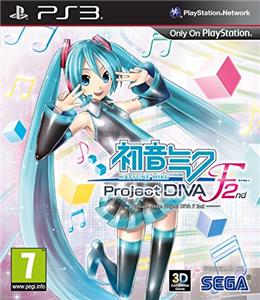 PS3
PlayStation®Network
Only On PlayStation®
初音ミク
HATSUNE MIKU
Project DIVA F 2nd
7
www.pegi.info
3D
Compatible
SEGA®